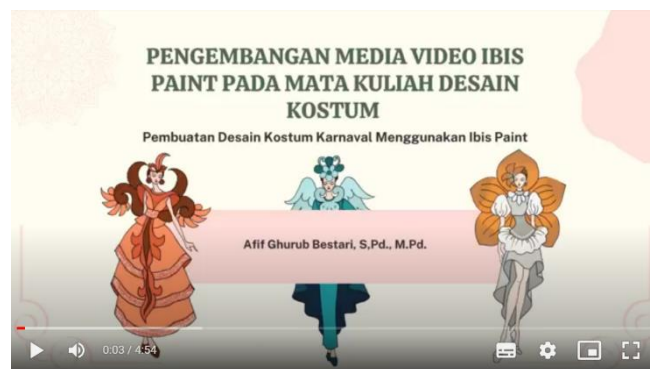 PENGEMBANGAN MEDIA VIDEO IBIS
PAINT PADA MATA KULIAH DESAIN
KOSTUM
Pembuatan Desain Kostum Karnaval Menggunakan Ibis Paint
Afif Ghurub Bestari, S,Pd., M.Pd.
0:03 / 4:54